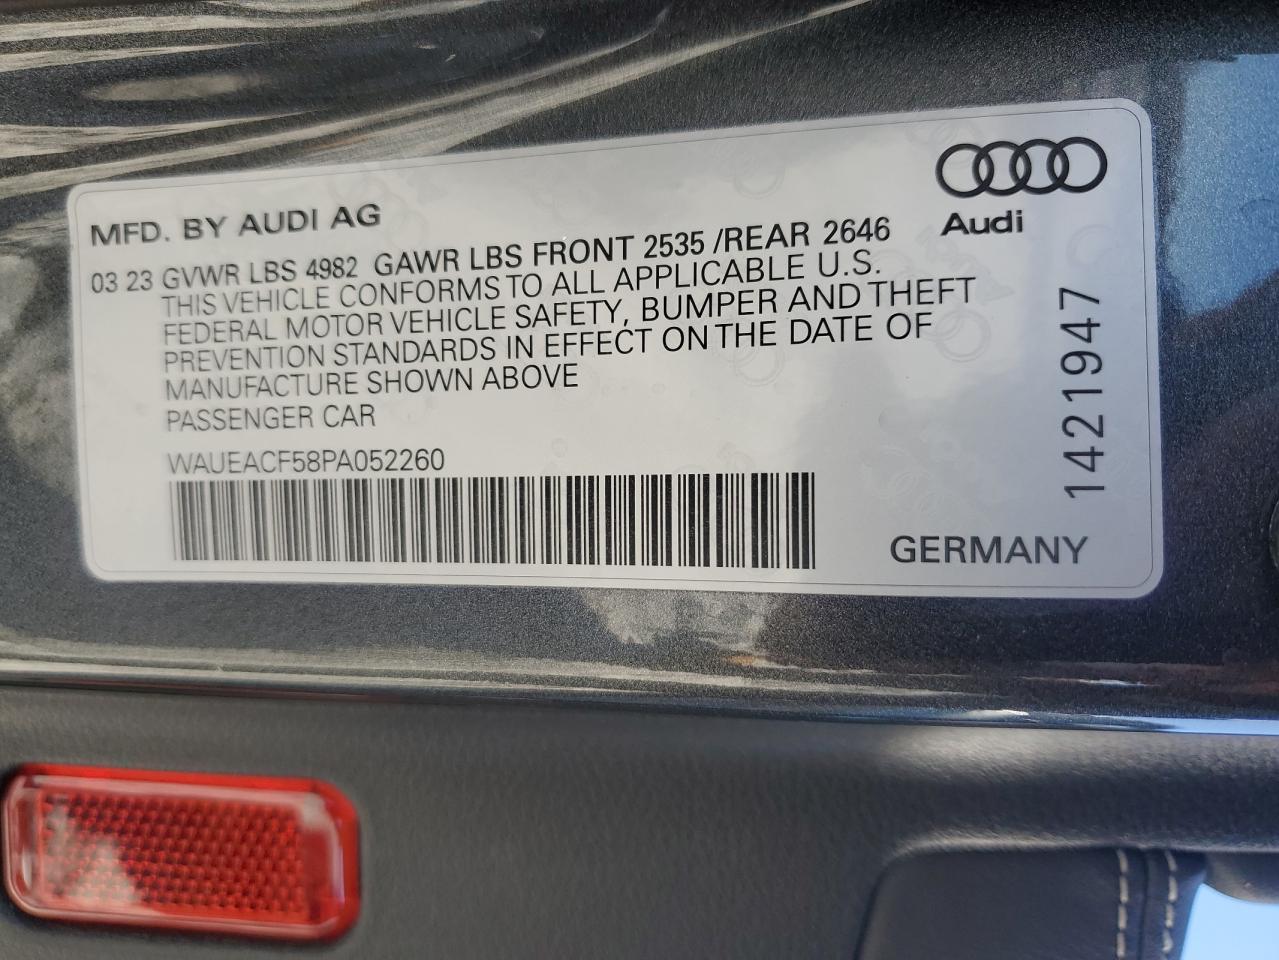 MFD. BY AUDI AG
Audi
03 23 GVWR LBS 4982 GAWR LBS FRONT 2535 /REAR 2646
THIS VEHICLE CONFORMS TO ALL APPLICABLE U.S.
FEDERAL MOTOR VEHICLE SAFETY, BUMPER AND THEFT
PREVENTION STANDARDS IN EFFECT ON THE DATE OF
MANUFACTURE SHOWN ABOVE
PASSENGER CAR
WAUEACF58PA052260
GERMANY
1421947